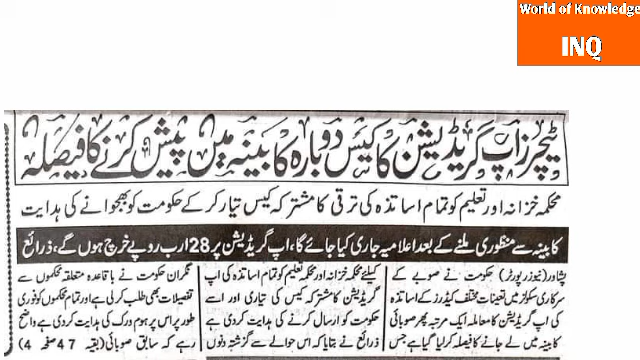 World of Knowledge
INQ
ٹیچرز اپ گریڈیشن کا کیس دوبارہ کابینہ میں پیش کرنے کا فیصلہ
محکمہ خزانہ اور تعلیم کو تمام اساتذہ کی ترقی کا مشترکہ کیس تیار کر کے حکومت کو بھجوانے کی ہدایت
کابینہ سے منظوری ملنے کے بعد اعلامیہ جاری کیا جائے گا، اپ گریڈیشن پر 28 ارب روپے خرچ ہوں گے، ذرائع
پشاور (نیوز رپورٹر) حکومت نے صوبے کے
سرکاری سکولز میں تعینات مختلف کیڈرز کے اساتذہ
کی اپ گریڈیشن کا معاملہ ایک مرتبہ پھر صوبائی
کابینہ میں لے جانے کا فیصلہ کر لیا گیا ہے جس
کیلئے محکمہ خزانہ اور محکمہ تعلیم کو تمام اساتذہ کی اپ
گریڈیشن کا مشترکہ کیس کی تیاری اور اسے
حکومت کو ارسال کرنے کی ہدایت کر دی ہے
ذرائع نے بتایا کہ اس حوالے سے گزشتہ دنوں
نگران حکومت نے باقاعدہ متعلقہ محکموں سے
تفصیلات بھی طلب کر لی ہے اور تمام محکموں کو فوری
طور پر اس پر ہوم ورک کی ہدایت کر دی ہے واضح
رہے کہ سابق صوبائی (بقیہ 47 صفحہ 4)